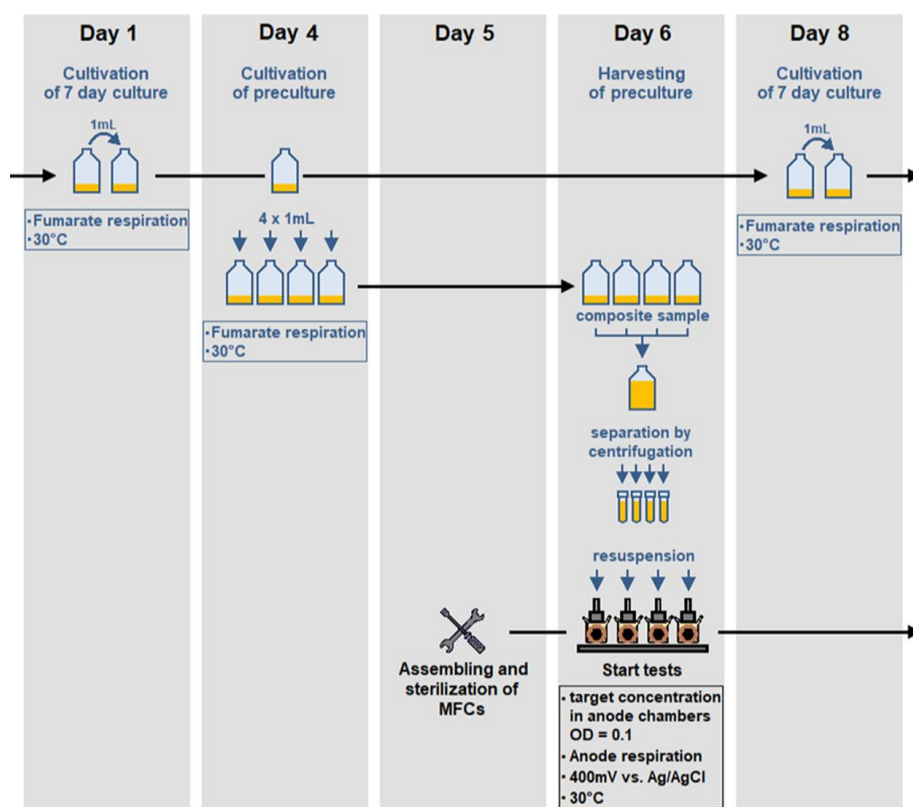 Day 1
Cultivation
of 7 day culture
1mL
• Fumarate respiration
• 30°C
Day 4
Cultivation
of preculture
4 x 1mL
• Fumarate respiration
• 30°C
Day 5
Assembling and
sterilization of
MFCs
Day 6
Harvesting
of preculture
composite sample
separation by
centrifugation
resuspension
Start tests
• target concentration
in anode chambers
OD = 0.1
• Anode respiration
• 400mV vs. Ag/AgCl
• 30°C
Day 8
Cultivation
of 7 day culture
1mL
• Fumarate respiration
• 30°C